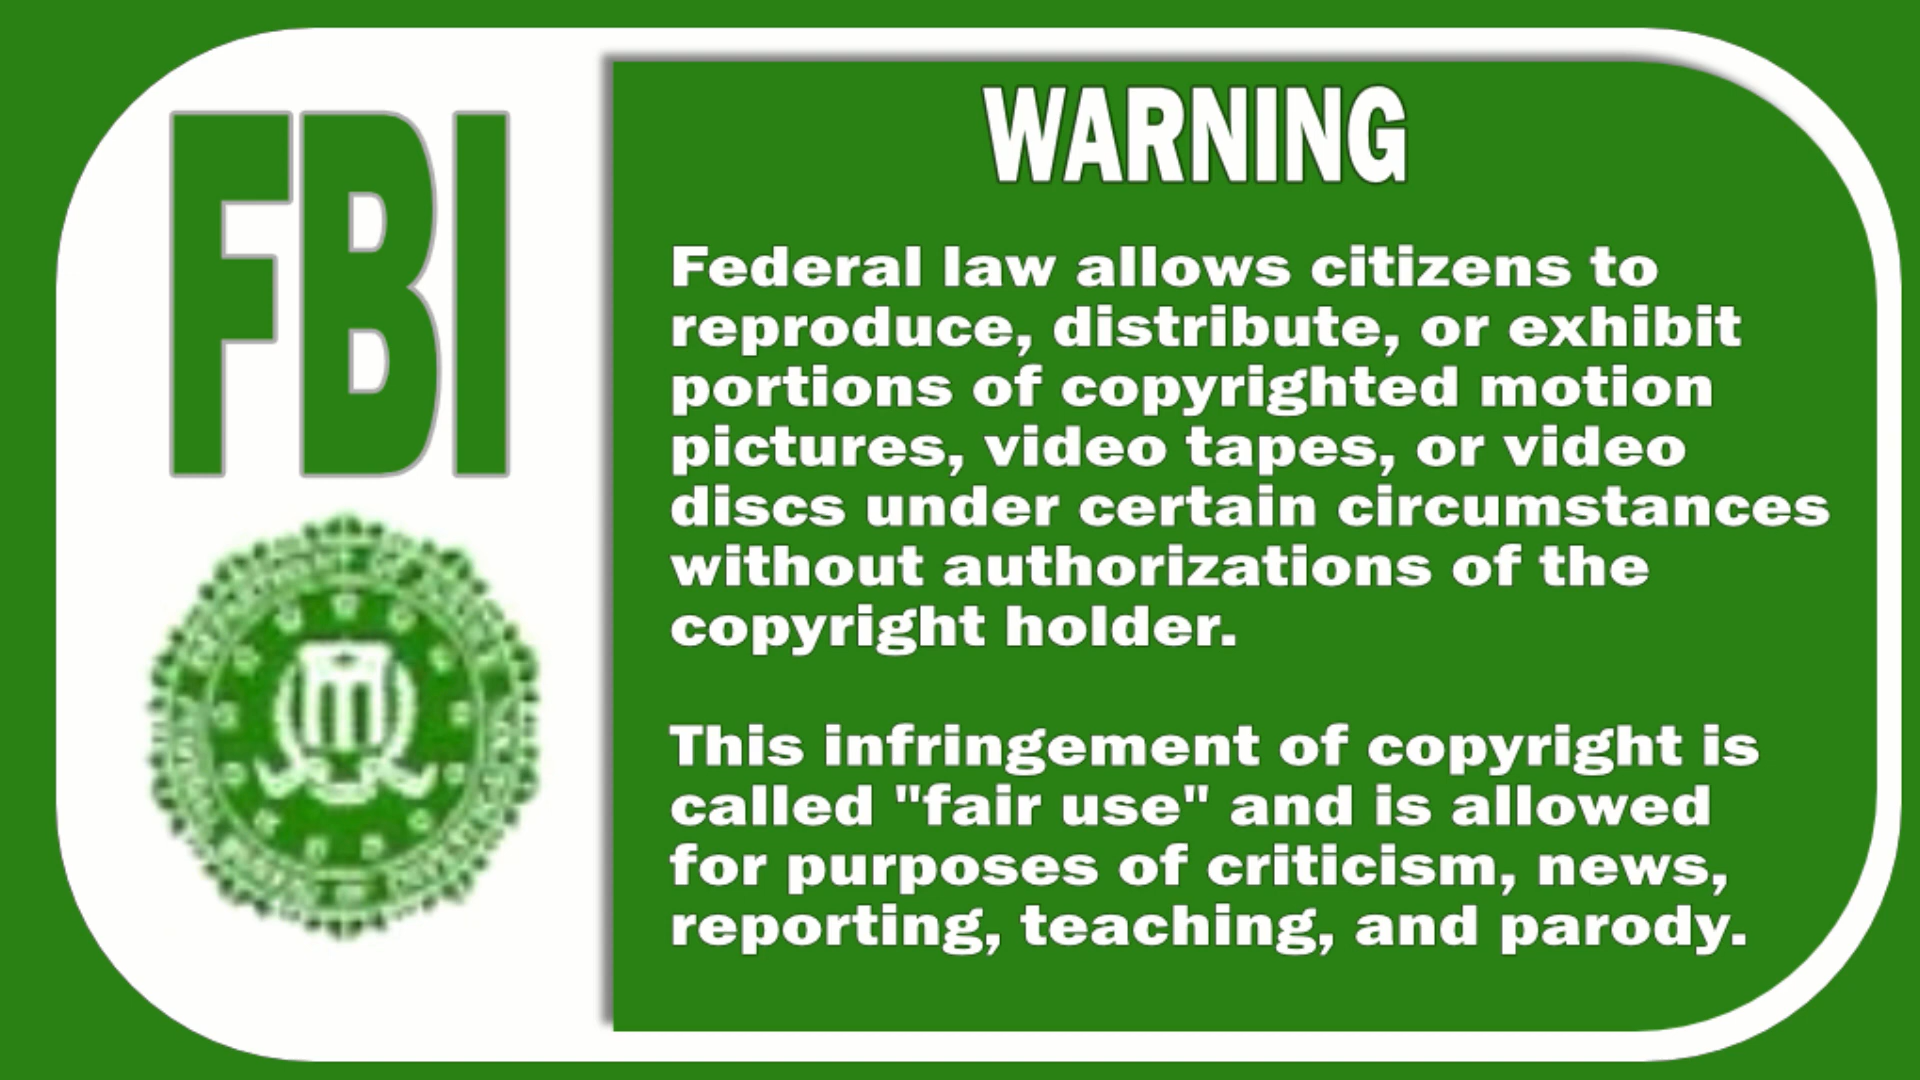 FBI
WARNING
Federal law allows citizens to
reproduce, distribute, or exhibit
portions of copyrighted motion
pictures, video tapes, or video
discs under certain circumstances
without authorizations of the
copyright holder.
This infringement of copyright is
called "fair use" and is allowed
for purposes of criticism, news,
reporting, teaching, and parody.